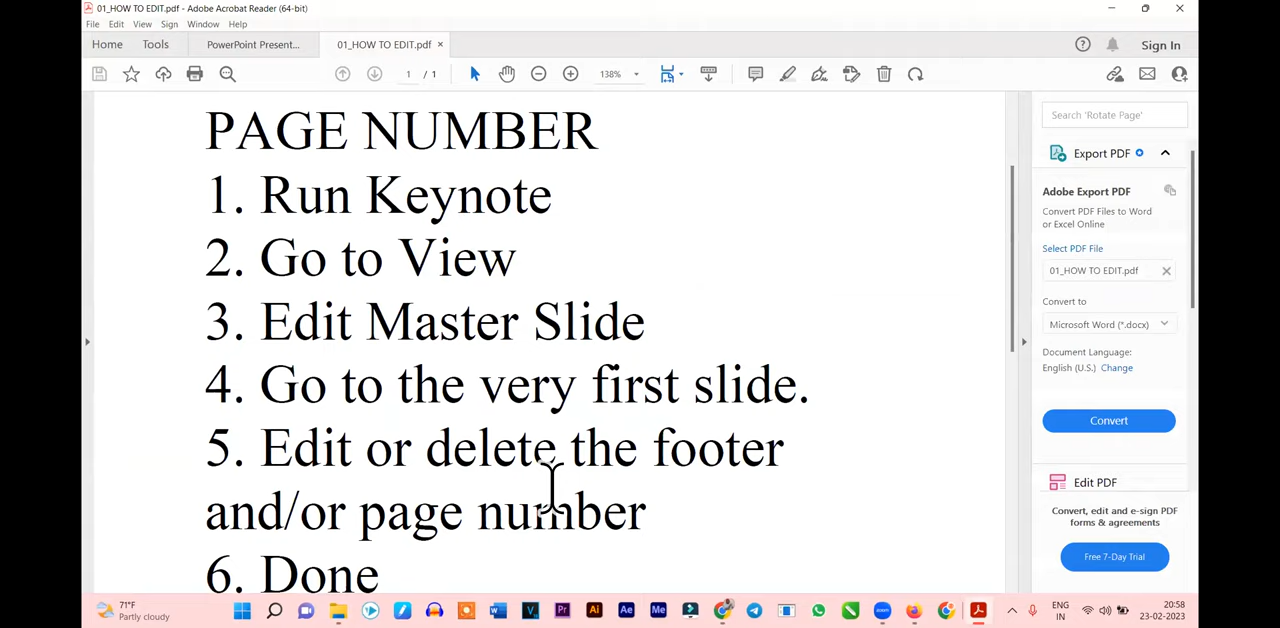 01_HOW TO EDIT.pdf - Adobe Acrobat Reader (64-bit)
File Edit View Sign Window Help
Home Tools PowerPoint Present... 01_HOW TO EDIT.pdf × Sign In
1 / 1 138%
PAGE NUMBER
1. Run Keynote
2. Go to View
3. Edit Master Slide
4. Go to the very first slide.
5. Edit or delete the footer
and/or page number
6. Done
Search 'Rotate Page'
Export PDF
Adobe Export PDF
Convert PDF Files to Word
or Excel Online
Select PDF File
01_HOW TO EDIT.pdf
Convert to
Microsoft Word (*.docx)
Document Language:
English (U.S.) Change
Convert
Edit PDF
Convert, edit and e-sign PDF
forms & agreements
Free 7-Day Trial
71°F
Partly cloudy
W V Pr Ai Ae Me zoom
ENG
IN
20:58
23-02-2023